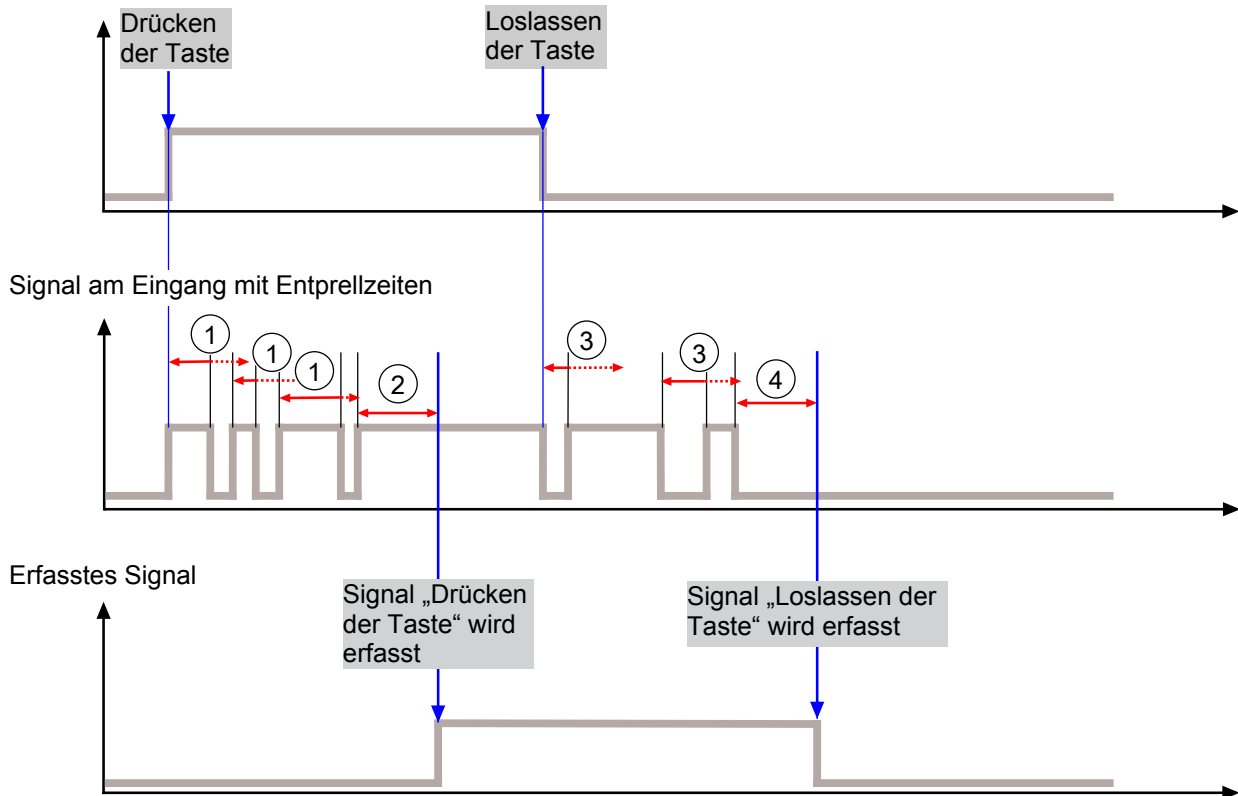 Drücken
der Taste
Loslassen
der Taste
Signal am Eingang mit Entprellzeiten
1
1
1
2
3
3
4
Erfasstes Signal
Signal „Drücken
der Taste“ wird
erfasst
Signal „Loslassen der
Taste“ wird erfasst